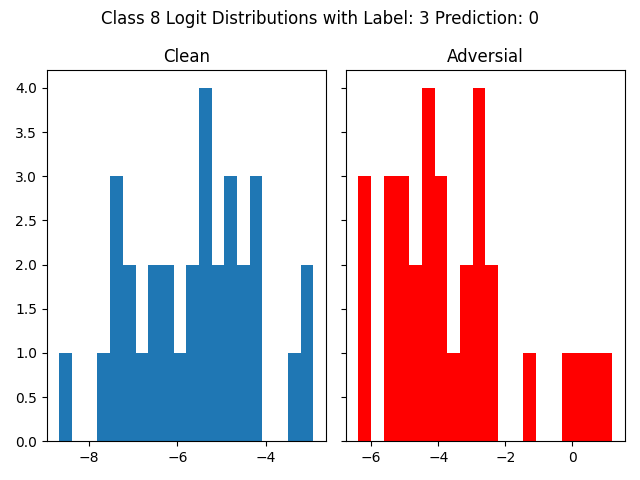 Class 8 Logit Distributions with Label: 3 Prediction: 0
Clean
Adversial
4.0
3.5
3.0
2.5
2.0
1.5
1.0
0.5
0.0
−8 −6 −4
−6 −4 −2 0